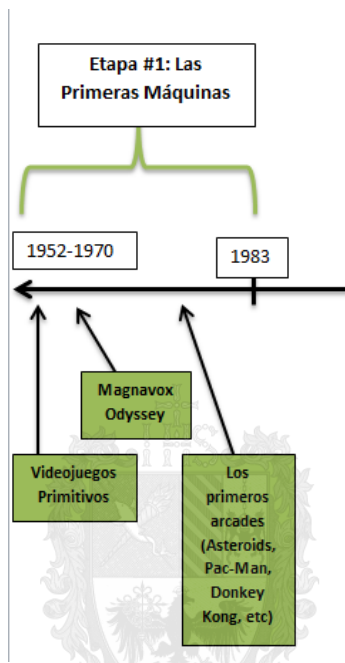 Etapa #1: Las
Primeras Máquinas
1952-1970
1983
Magnavox
Odyssey
Videojuegos
Primitivos
Los
primeros
arcades
(Asteroids,
Pac-Man,
Donkey
Kong, etc)